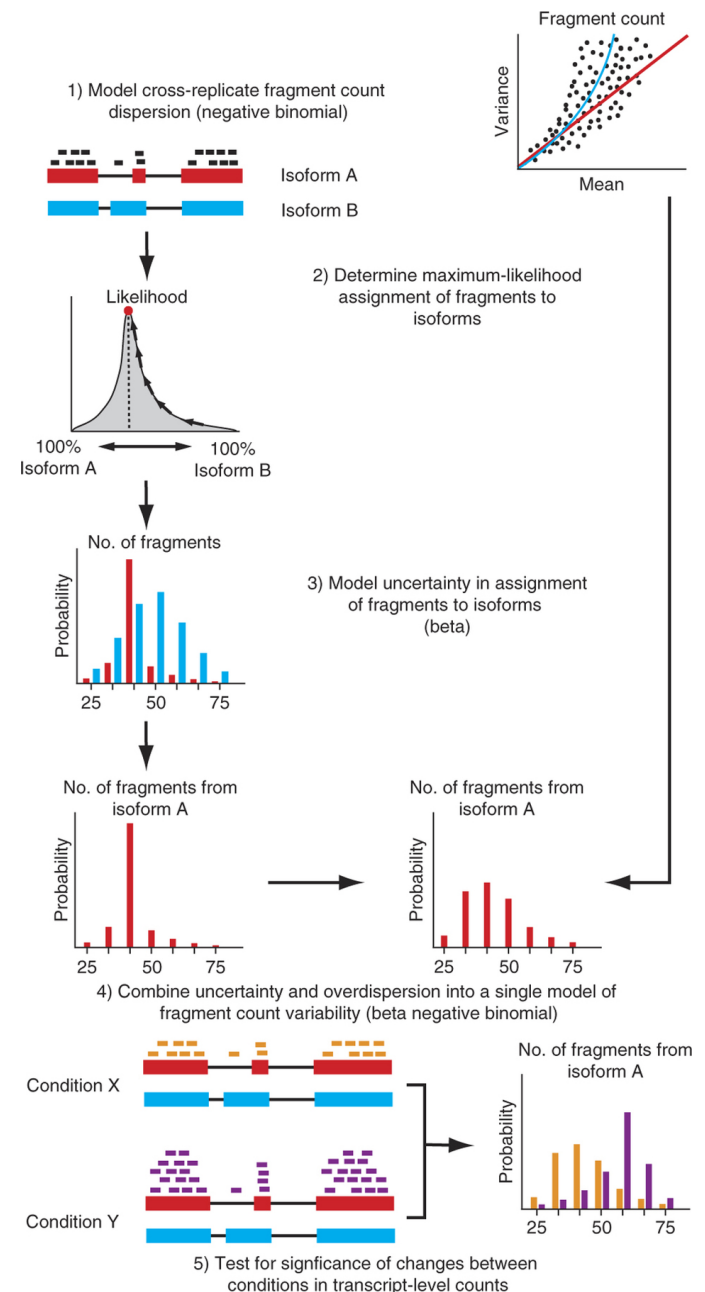 Fragment count
Variance
Mean
1) Model cross-replicate fragment count
dispersion (negative binomial)
Isoform A
Isoform B
2) Determine maximum-likelihood
assignment of fragments to
isoforms
Likelihood
100%
Isoform A
100%
Isoform B
No. of fragments
Probability
25 50 75
3) Model uncertainty in assignment
of fragments to isoforms
(beta)
No. of fragments from
isoform A
Probability
25 50 75
No. of fragments from
isoform A
Probability
25 50 75
4) Combine uncertainty and overdispersion into a single model of
fragment count variability (beta negative binomial)
Condition X
Condition Y
No. of fragments from
isoform A
Probability
25 50 75
5) Test for signficance of changes between
conditions in transcript-level counts